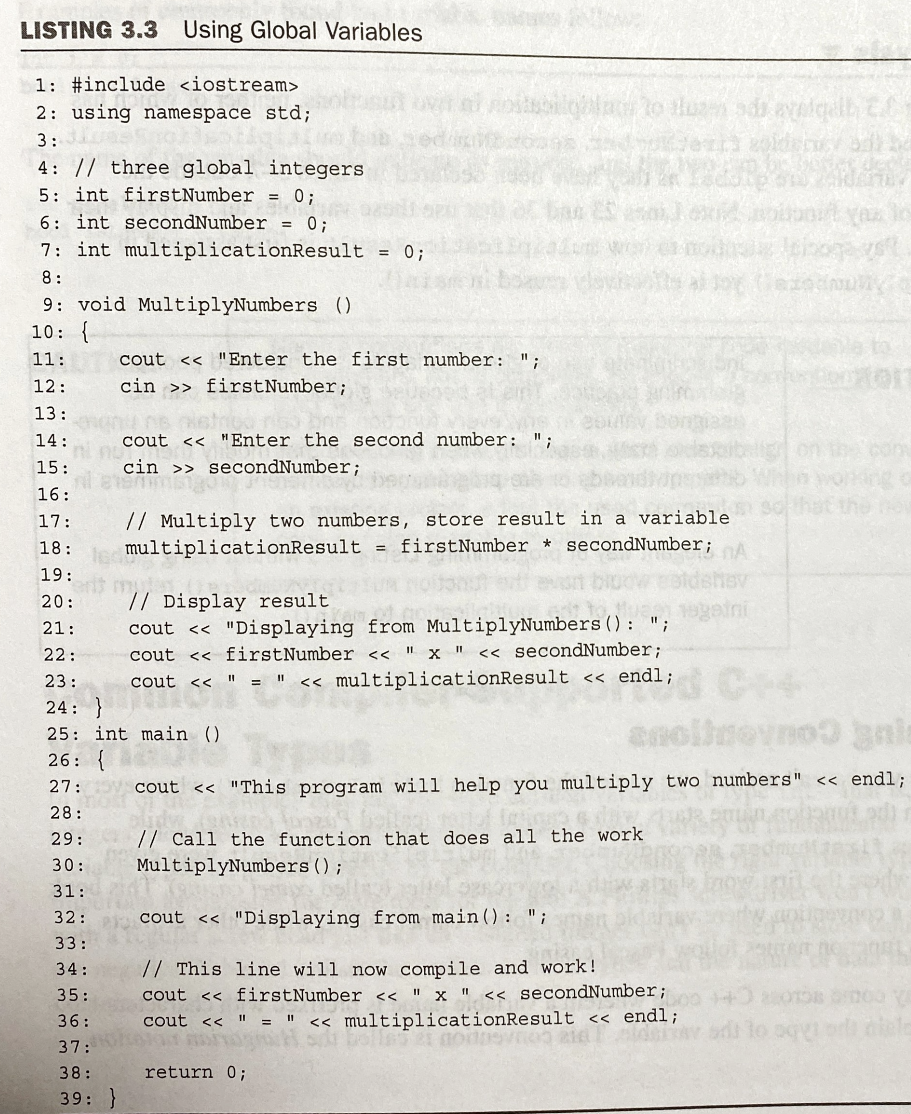 LISTING 3.3 Using Global Variables
1: #include <iostream>
2: using namespace std;
3:
4: // three global integers
5: int firstNumber = 0;
6: int secondNumber = 0;
7: int multiplicationResult = 0;
8:
9: void MultiplyNumbers ()
10: {
11: cout << "Enter the first number: ";
12: cin >> firstNumber;
13:
14: cout << "Enter the second number: ";
15: cin >> secondNumber;
16:
17: // Multiply two numbers, store result in a variable
18: multiplicationResult = firstNumber * secondNumber;
19:
20: // Display result
21: cout << "Displaying from MultiplyNumbers(): ";
22: cout << firstNumber << " x " << secondNumber;
23: cout << " = " << multiplicationResult << endl;
24: }
25: int main ()
26: {
27: cout << "This program will help you multiply two numbers" << endl;
28:
29: // Call the function that does all the work
30: MultiplyNumbers();
31:
32: cout << "Displaying from main(): ";
33:
34: // This line will now compile and work!
35: cout << firstNumber << " x " << secondNumber;
36: cout << " = " << multiplicationResult << endl;
37:
38: return 0;
39: }